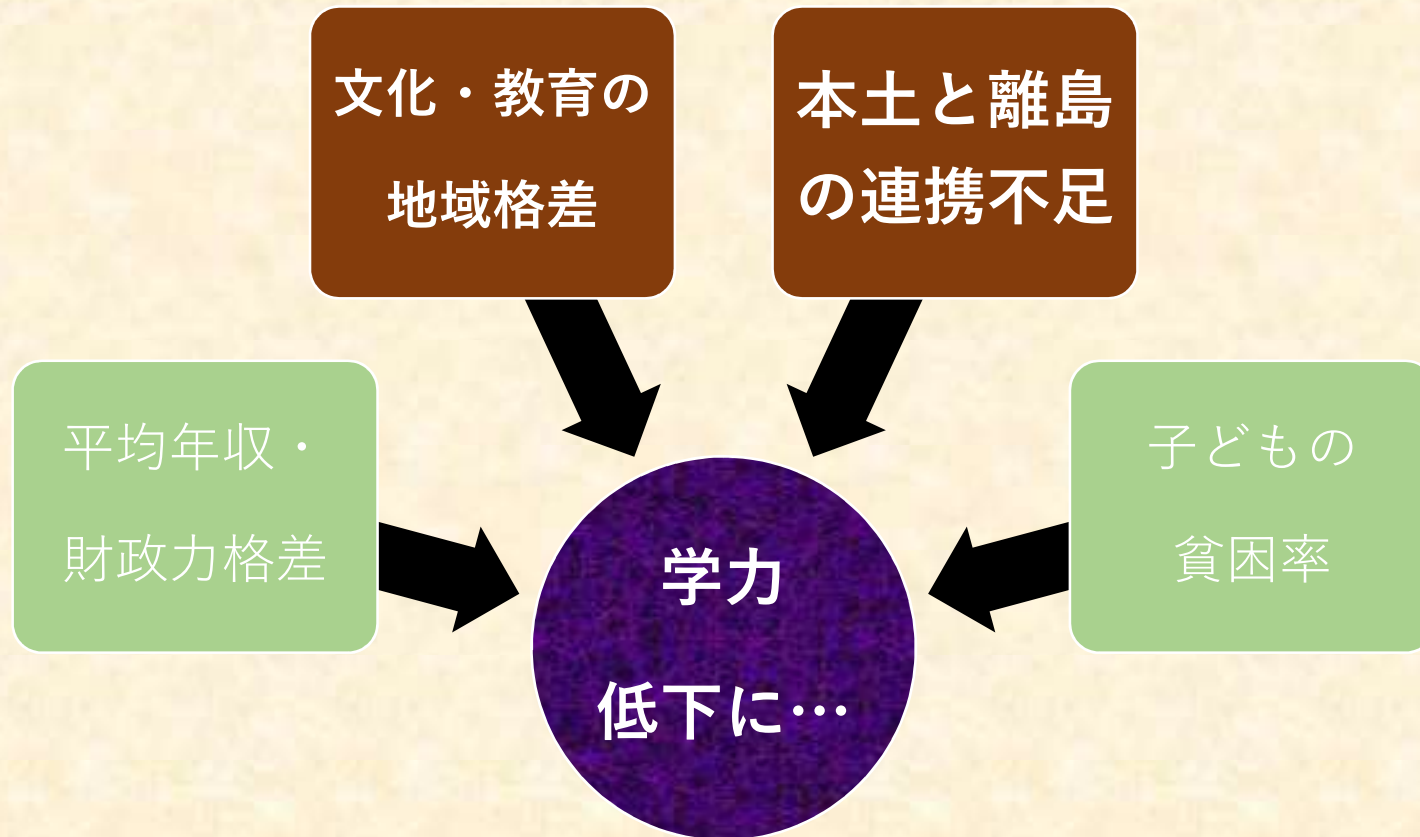 文化・教育の
地域格差
本土と離島
の連携不足
平均年収・
財政力格差
子どもの
貧困率
学力
低下に…